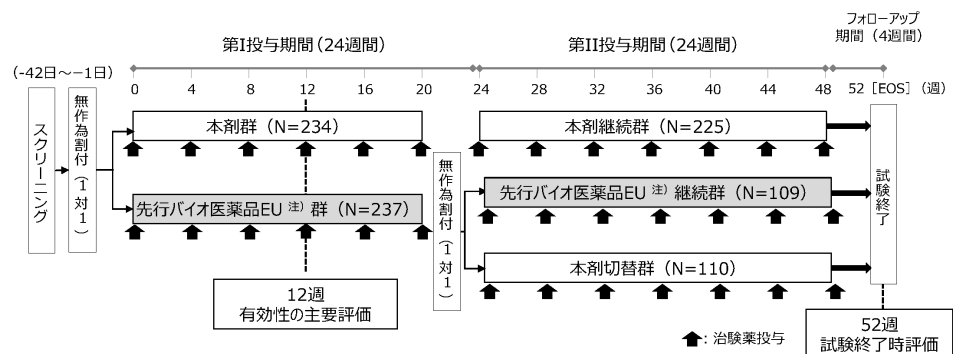 フォローアップ
期間（4週間）
第I投与期間（24週間）
第II投与期間（24週間）
（-42日～−1日）
0 4 8 12 16 20 24 28 32 36 40 44 48 52［EOS］（週）
スクリーニング
無作為割付（1対1）
本剤群（N=234）
先行バイオ医薬品EU 注）群（N=237）
無作為割付（1対1）
本剤継続群（N=225）
先行バイオ医薬品EU 注）継続群（N=109）
本剤切替群（N=110）
試験終了
12週
有効性の主要評価
：治験薬投与
52週
試験終了時評価